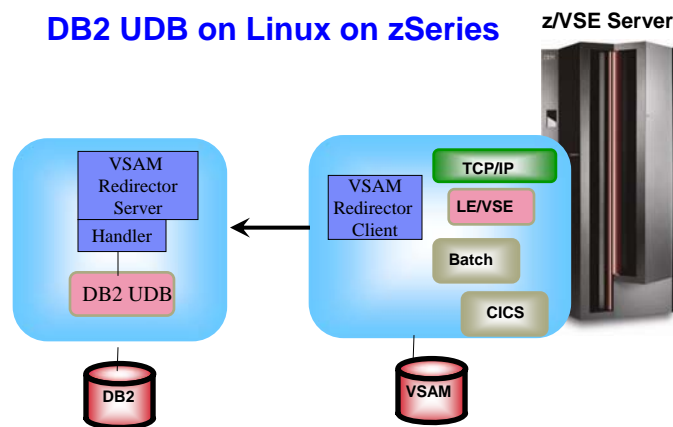 DB2 UDB on Linux on zSeries
z/VSE Server
VSAM
Redirector
Server
Handler
DB2 UDB
DB2
VSAM
Redirector
Client
TCP/IP
LE/VSE
Batch
CICS
VSAM